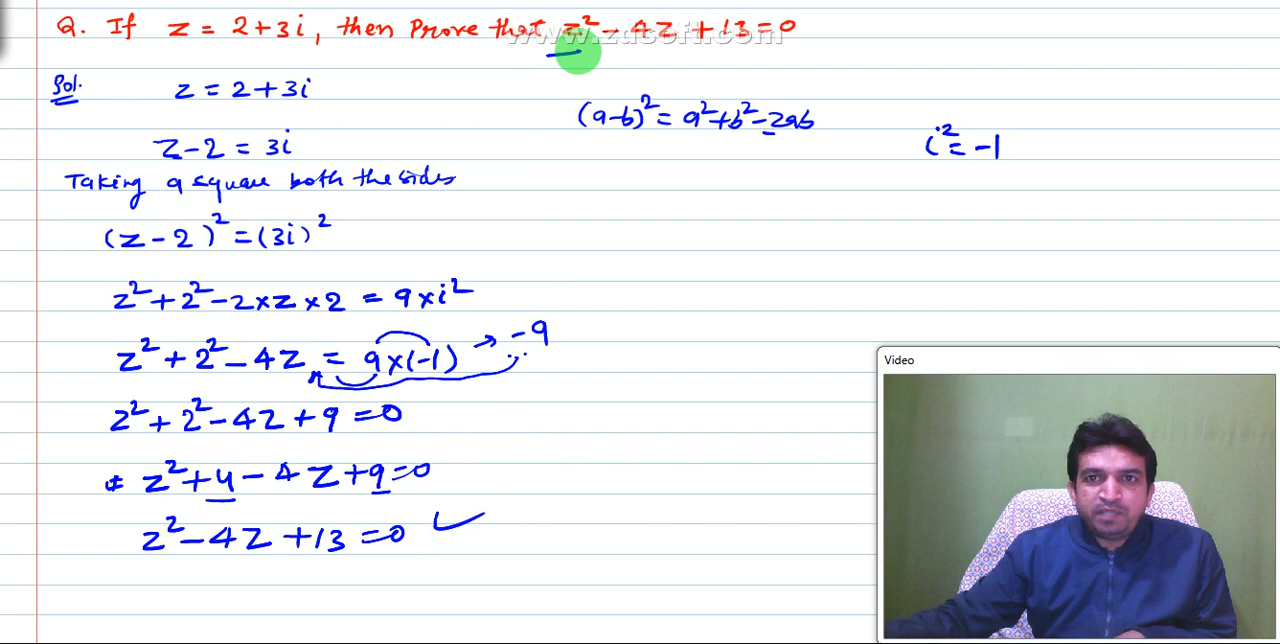 Q. If z = 2+3i, then Prove that z² - 4z + 13 = 0
www.zdsoft.com
Sol. z = 2+3i
(a-b)² = a²+b²-2ab
i² = -1
z-2 = 3i
Taking a square both the sides
(z-2)² = (3i)²
z²+2²-2×z×2 = 9×i²
z²+2²-4z = 9×(-1) → -9
z²+2²-4z+9=0
z²+4-4z+9=0
z²-4z+13=0 ✓
Video